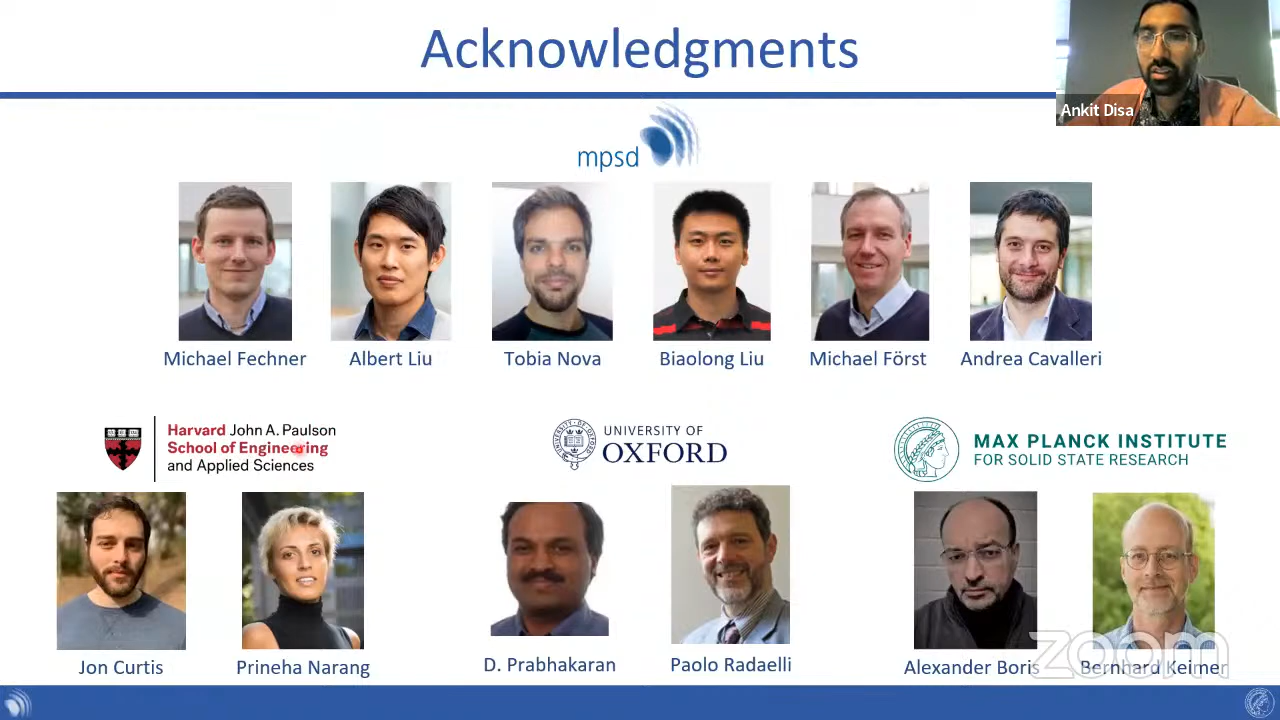 Acknowledgments
Ankit Disa
mpsd
Michael Fechner
Albert Liu
Tobia Nova
Biaolong Liu
Michael Först
Andrea Cavalleri
Harvard John A. Paulson
School of Engineering
and Applied Sciences
UNIVERSITY OF
OXFORD
MAX PLANCK INSTITUTE
FOR SOLID STATE RESEARCH
Jon Curtis
Prineha Narang
D. Prabhakaran
Paolo Radaelli
Alexander Boris
Bernhard Keimer
zoom